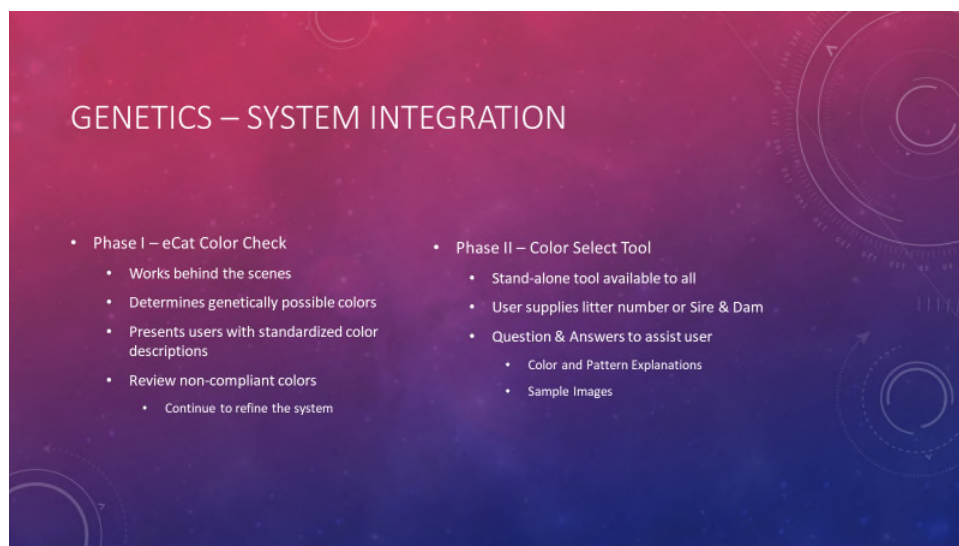 GENETICS – SYSTEM INTEGRATION
• Phase I – eCat Color Check
• Works behind the scenes
• Determines genetically possible colors
• Presents users with standardized color
descriptions
• Review non-compliant colors
• Continue to refine the system
• Phase II – Color Select Tool
• Stand-alone tool available to all
• User supplies litter number or Sire & Dam
• Question & Answers to assist user
• Color and Pattern Explanations
• Sample Images